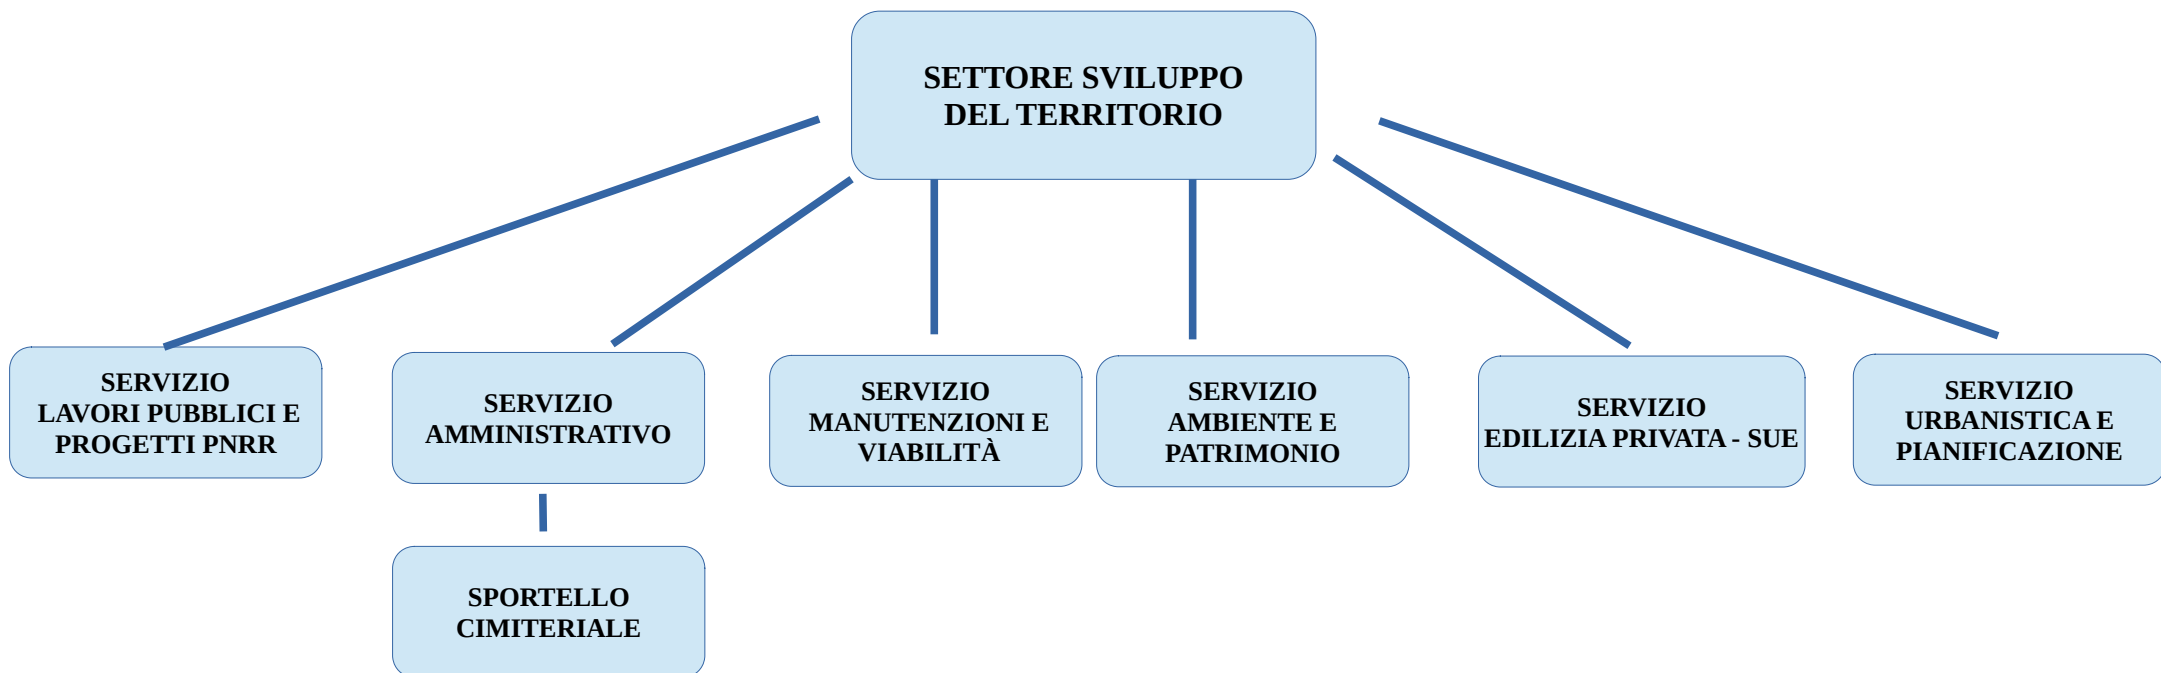 SETTORE SVILUPPO
DEL TERRITORIO
SERVIZIO
LAVORI PUBBLICI E
PROGETTI PNRR
SERVIZIO
AMMINISTRATIVO
SERVIZIO
MANUTENZIONI E
VIABILITÀ
SERVIZIO
AMBIENTE E
PATRIMONIO
SERVIZIO
EDILIZIA PRIVATA - SUE
SERVIZIO
URBANISTICA E
PIANIFICAZIONE
SPORTELLO
CIMITERIALE